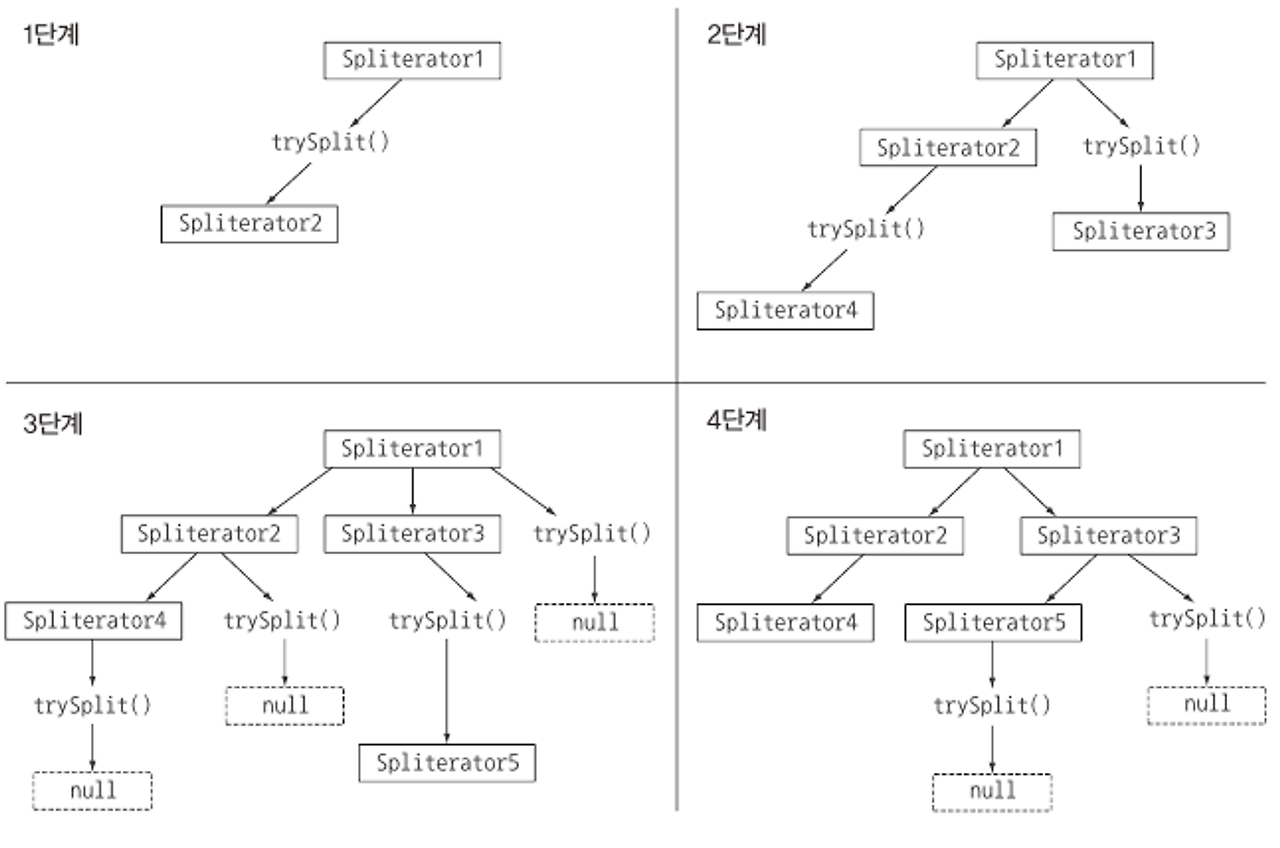 1단계
Spliterator1
trySplit()
Spliterator2
2단계
Spliterator1
Spliterator2
trySplit()
trySplit()
Spliterator3
Spliterator4
3단계
Spliterator1
Spliterator2
Spliterator3
trySplit()
Spliterator4
trySplit()
trySplit()
null
trySplit()
null
Spliterator5
null
4단계
Spliterator1
Spliterator2
Spliterator3
Spliterator4
Spliterator5
trySplit()
trySplit()
null
null